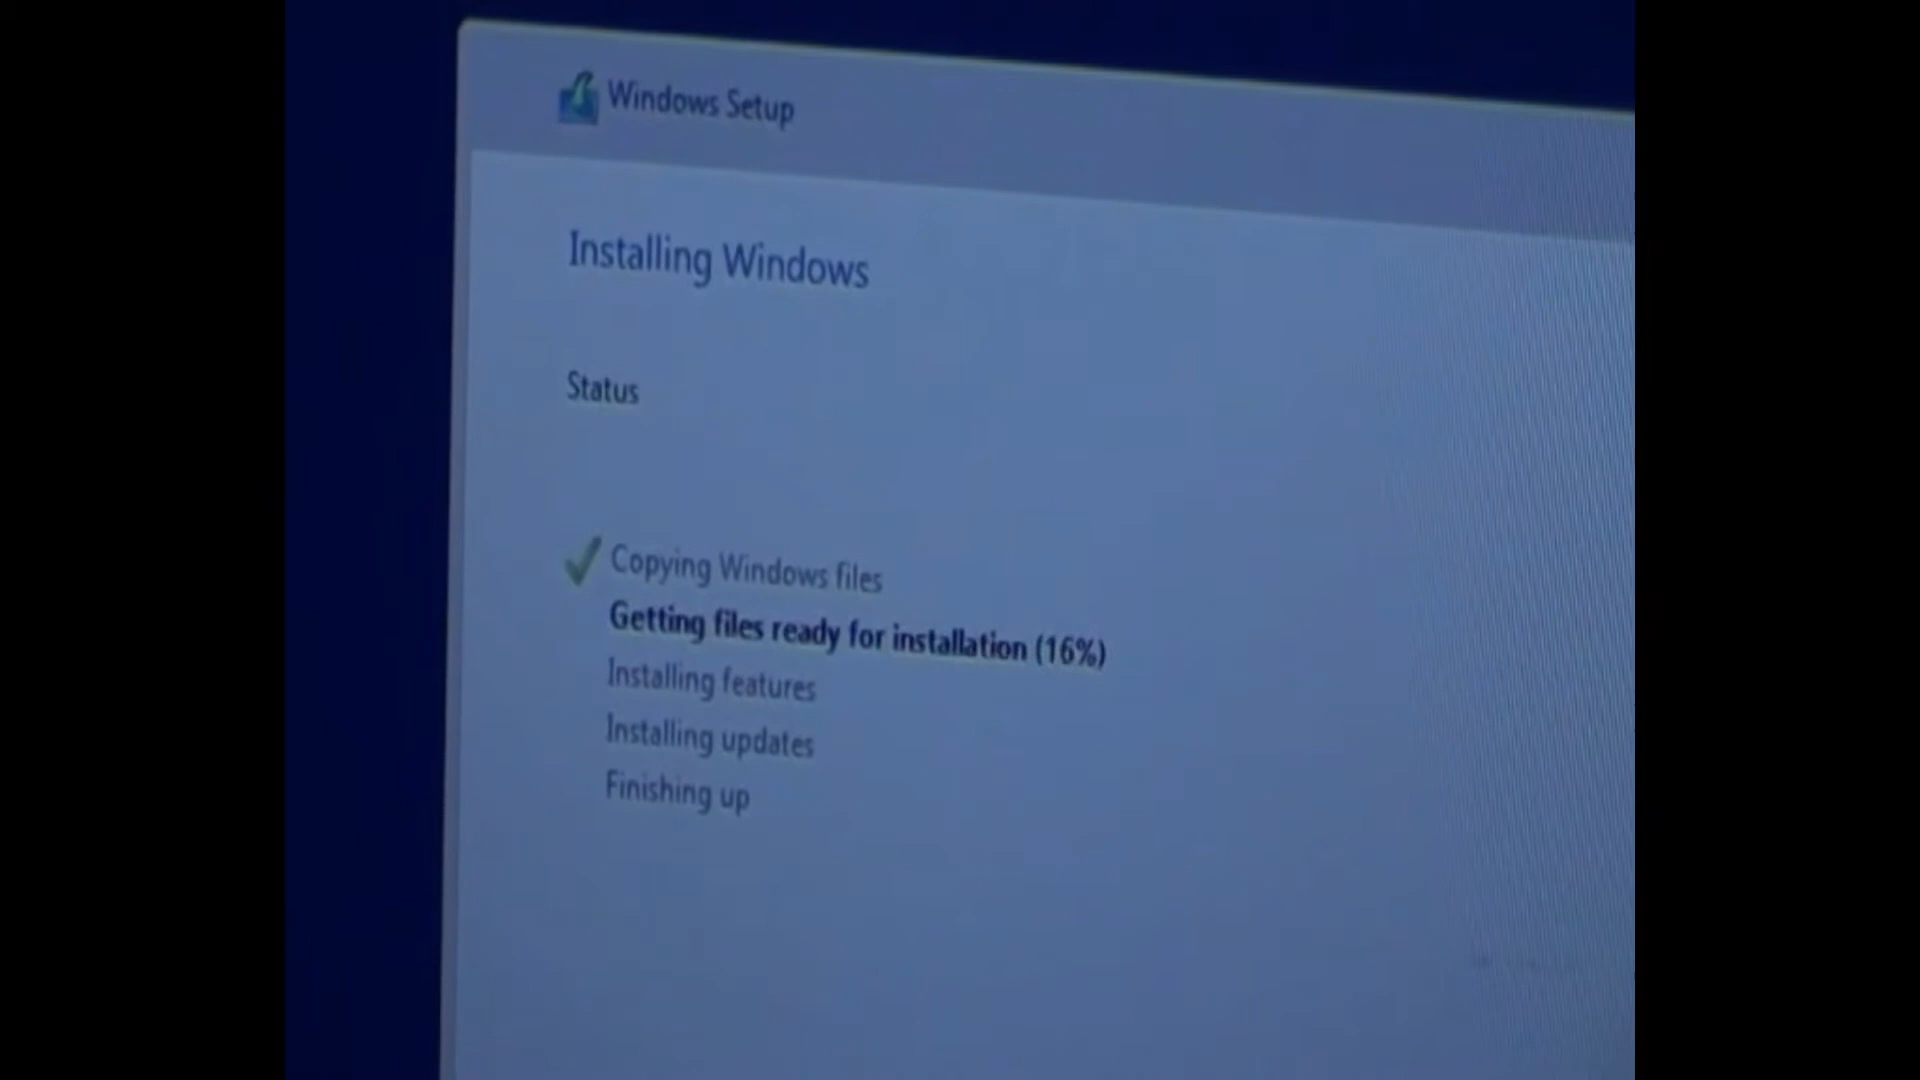 Windows Setup
Installing Windows
Status
Copying Windows files
Getting files ready for installation (16%)
Installing features
Installing updates
Finishing up